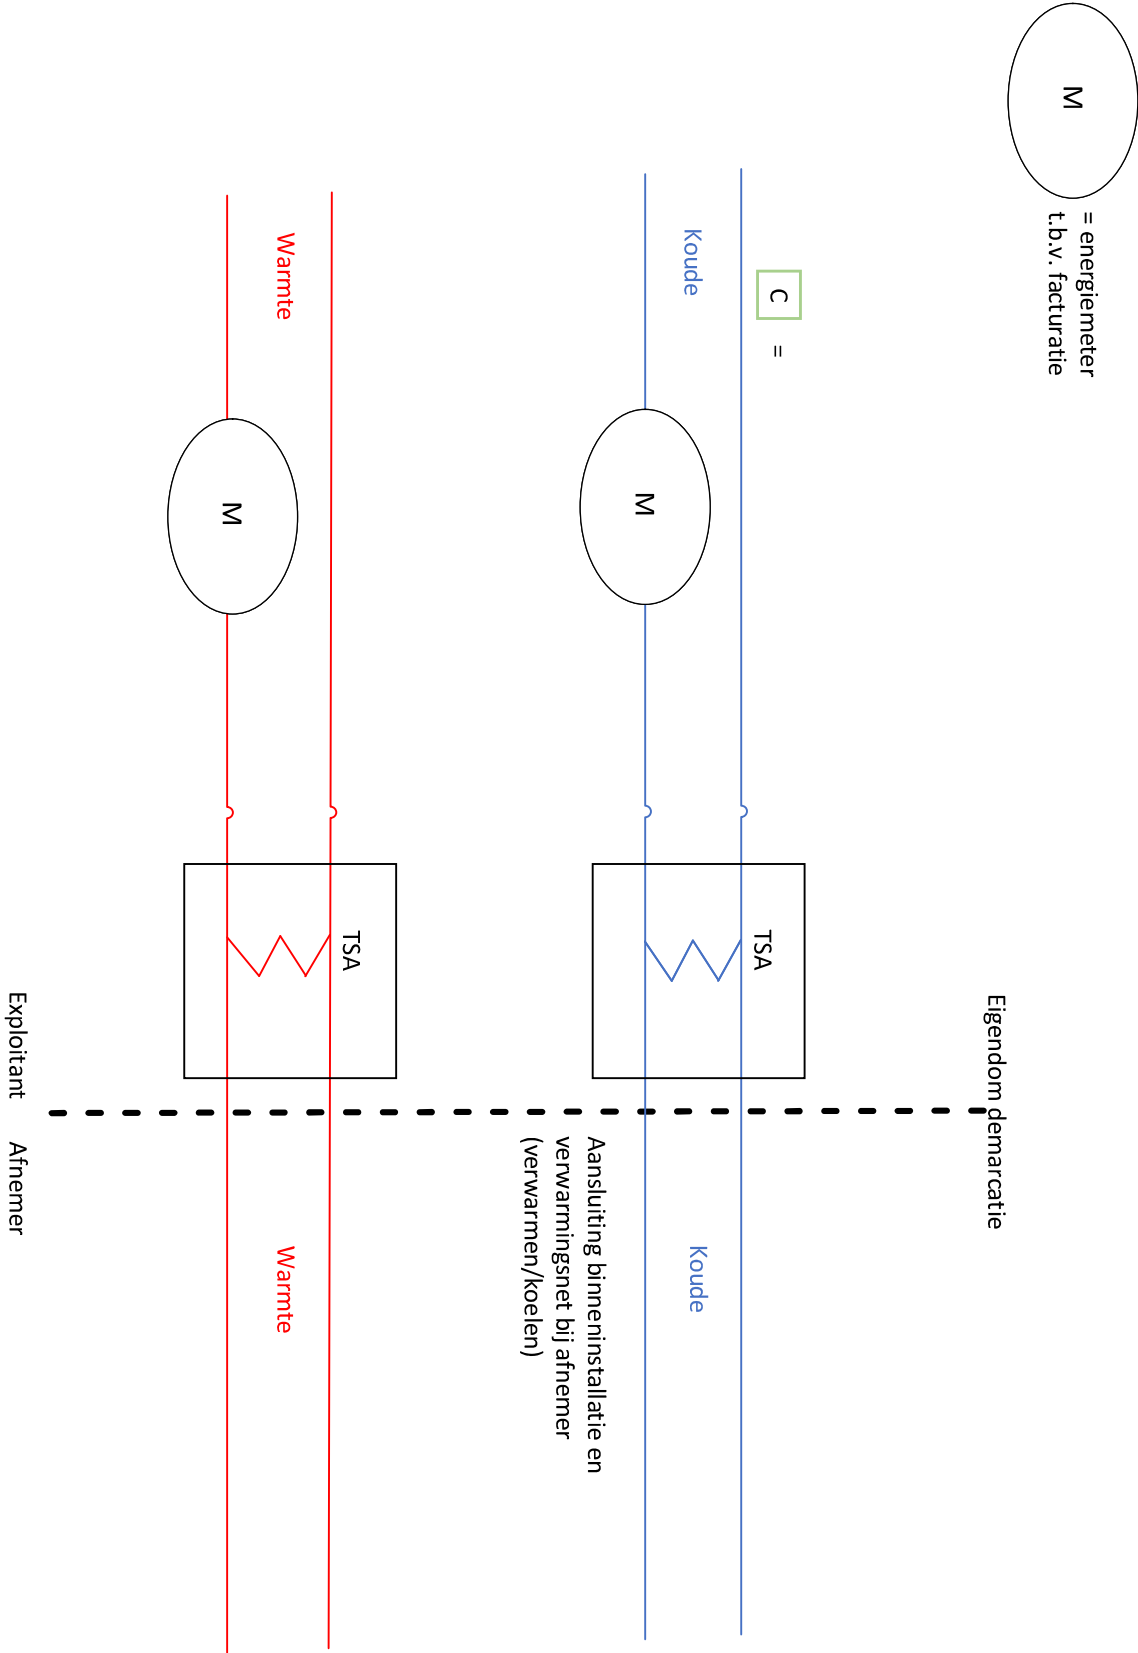 M
= energiemeter
t.b.v. facturatie
Eigendom demarcatie
C =
Koude
M
TSA
Koude
Aansluiting binneninstallatie en
verwarmingsnet bij afnemer
(verwarmen/koelen)
Warmte
M
TSA
Warmte
Exploitant Afnemer